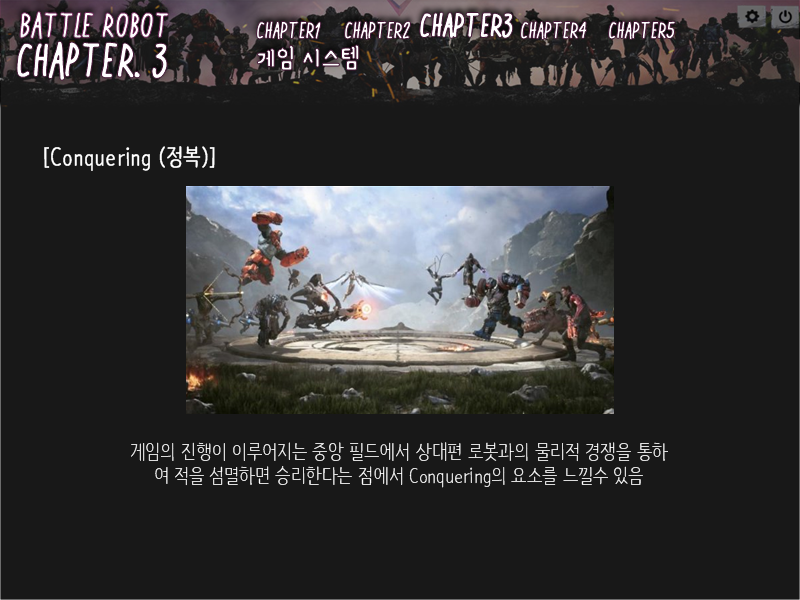 BATTLE ROBOT
CHAPTER. 3
CHAPTER1 CHAPTER2 CHAPTER3 CHAPTER4 CHAPTER5
게임 시스템
[Conquering (정복)]
게임의 진행이 이루어지는 중앙 필드에서 상대편 로봇과의 물리적 경쟁을 통하
여 적을 섬멸하면 승리한다는 점에서 Conquering의 요소를 느낄수 있음